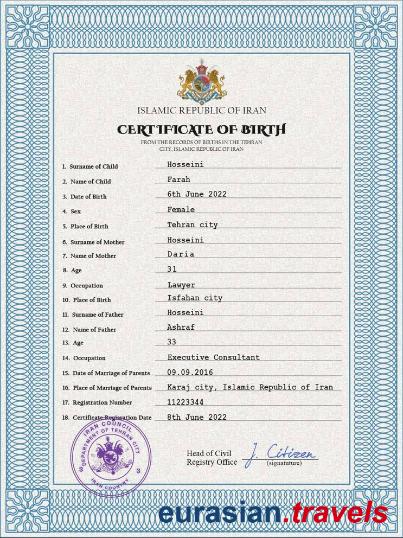 ISLAMIC REPUBLIC OF IRAN
CERTIFICATE OF BIRTH
FROM THE RECORDS OF BIRTHS IN THE TEHRAN
CITY, ISLAMIC REPUBLIC OF IRAN
1. Surname of Child Hosseini
2. Name of Child Farah
3. Date of Birth 6th June 2022
4. Sex Female
5. Place of Birth Tehran city
6. Surname of Mother Hosseini
7. Name of Mother Daria
8. Age 31
9. Occupation Lawyer
10. Place of Birth Isfahan city
11. Surname of Father Hosseini
12. Name of Father Ashraf
13. Age 33
14. Occupation Executive Consultant
15. Date of Marriage of Parents 09.09.2016
16. Place of Marriage of Parents Karaj city, Islamic Republic of Iran
17. Registration Number 11223344
18. Certificate Registration Date 8th June 2022
IRAN COUNCIL
DEPARTMENT OF TEHRAN CITY
IRAN COUNTRY
Head of Civil
Registry Office J. Citizen
(signature)
eurasian.travels